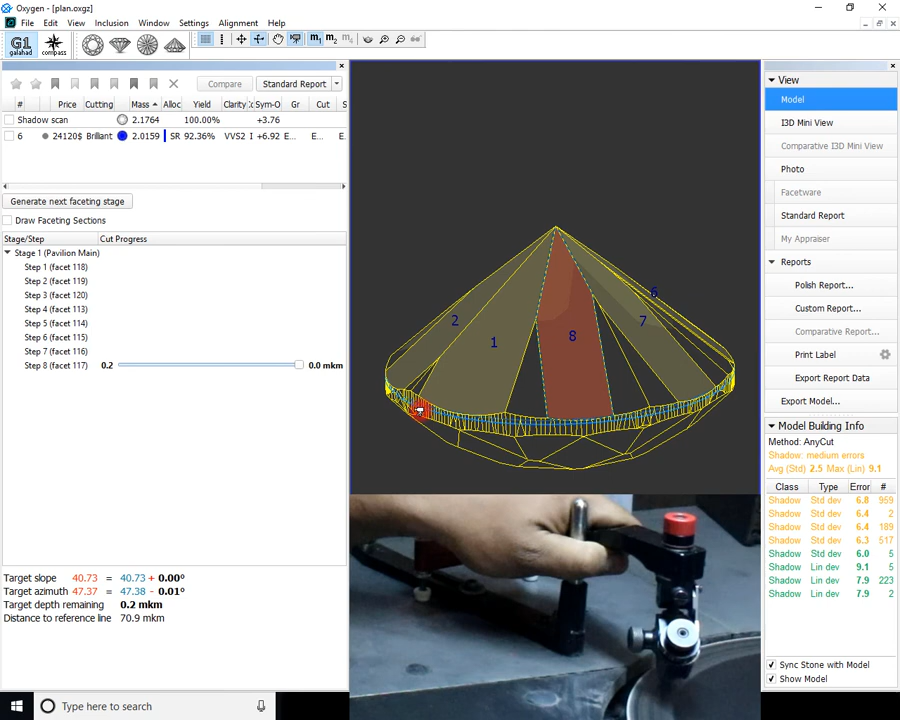 Oxygen - [plan.oxgz]
File Edit View Inclusion Window Settings Alignment Help
G1 galahad compass m1 m2
Compare Standard Report
# Price Cutting Mass Alloc Yield Clarity Sym-O Gr Cut S
Shadow scan 2.1764 100.00% +3.76
6 24120$ Brilliant 2.0159 SR 92.36% VVS2 I +6.92 E... E... E...
Generate next faceting stage
Draw Faceting Sections
Stage/Step Cut Progress
Stage 1 (Pavilion Main)
Step 1 (facet 118)
Step 2 (facet 119)
Step 3 (facet 120)
Step 4 (facet 113)
Step 5 (facet 114)
Step 6 (facet 115)
Step 7 (facet 116)
Step 8 (facet 117) 0.2 0.0 mkm
Target slope 40.73 = 40.73 + 0.00°
Target azimuth 47.37 = 47.38 - 0.01°
Target depth remaining 0.2 mkm
Distance to reference line 70.9 mkm
6
2
7
8
1
View
Model
I3D Mini View
Comparative I3D Mini View
Photo
Facetware
Standard Report
My Appraiser
Reports
Polish Report...
Custom Report...
Comparative Report...
Print Label
Export Report Data
Export Model...
Model Building Info
Method: AnyCut
Shadow: medium errors
Avg (Std) 2.5 Max (Lin) 9.1
Class Type Error #
Shadow Std dev 6.8 959
Shadow Std dev 6.4 2
Shadow Std dev 6.4 189
Shadow Std dev 6.3 517
Shadow Std dev 6.0 5
Shadow Lin dev 9.1 5
Shadow Lin dev 7.9 223
Shadow Lin dev 7.9 2
Sync Stone with Model
Show Model
Type here to search